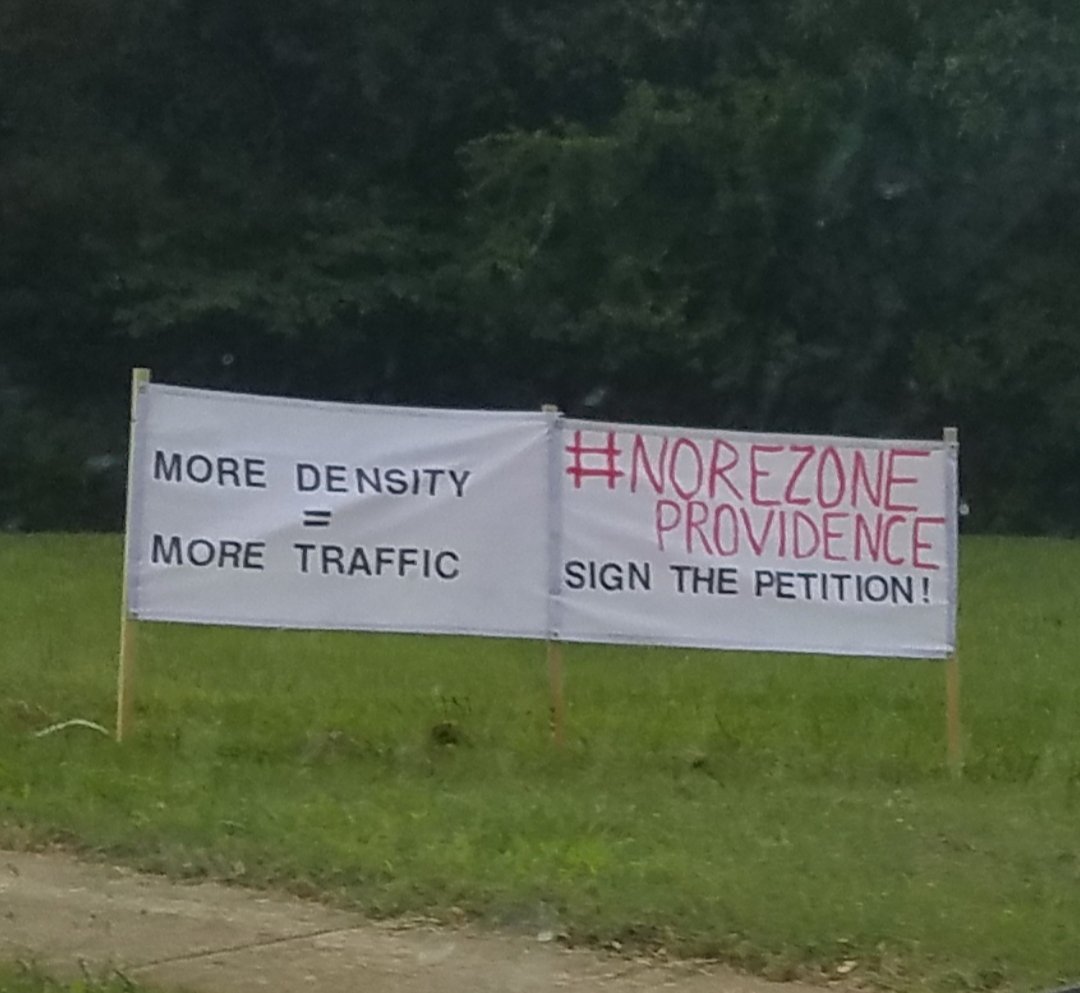 MORE DENSITY
=
MORE TRAFFIC
#NOREZONE
PROVIDENCE
SIGN THE PETITION!